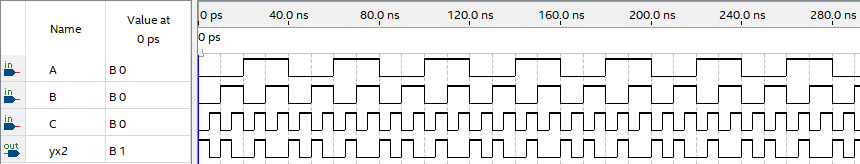 Name Value at 0 ps
0 ps 40.0 ns 80.0 ns 120.0 ns 160.0 ns 200.0 ns 240.0 ns 280.0 ns
0 ps
in A B 0
in B B 0
in C B 0
out yx2 B 1